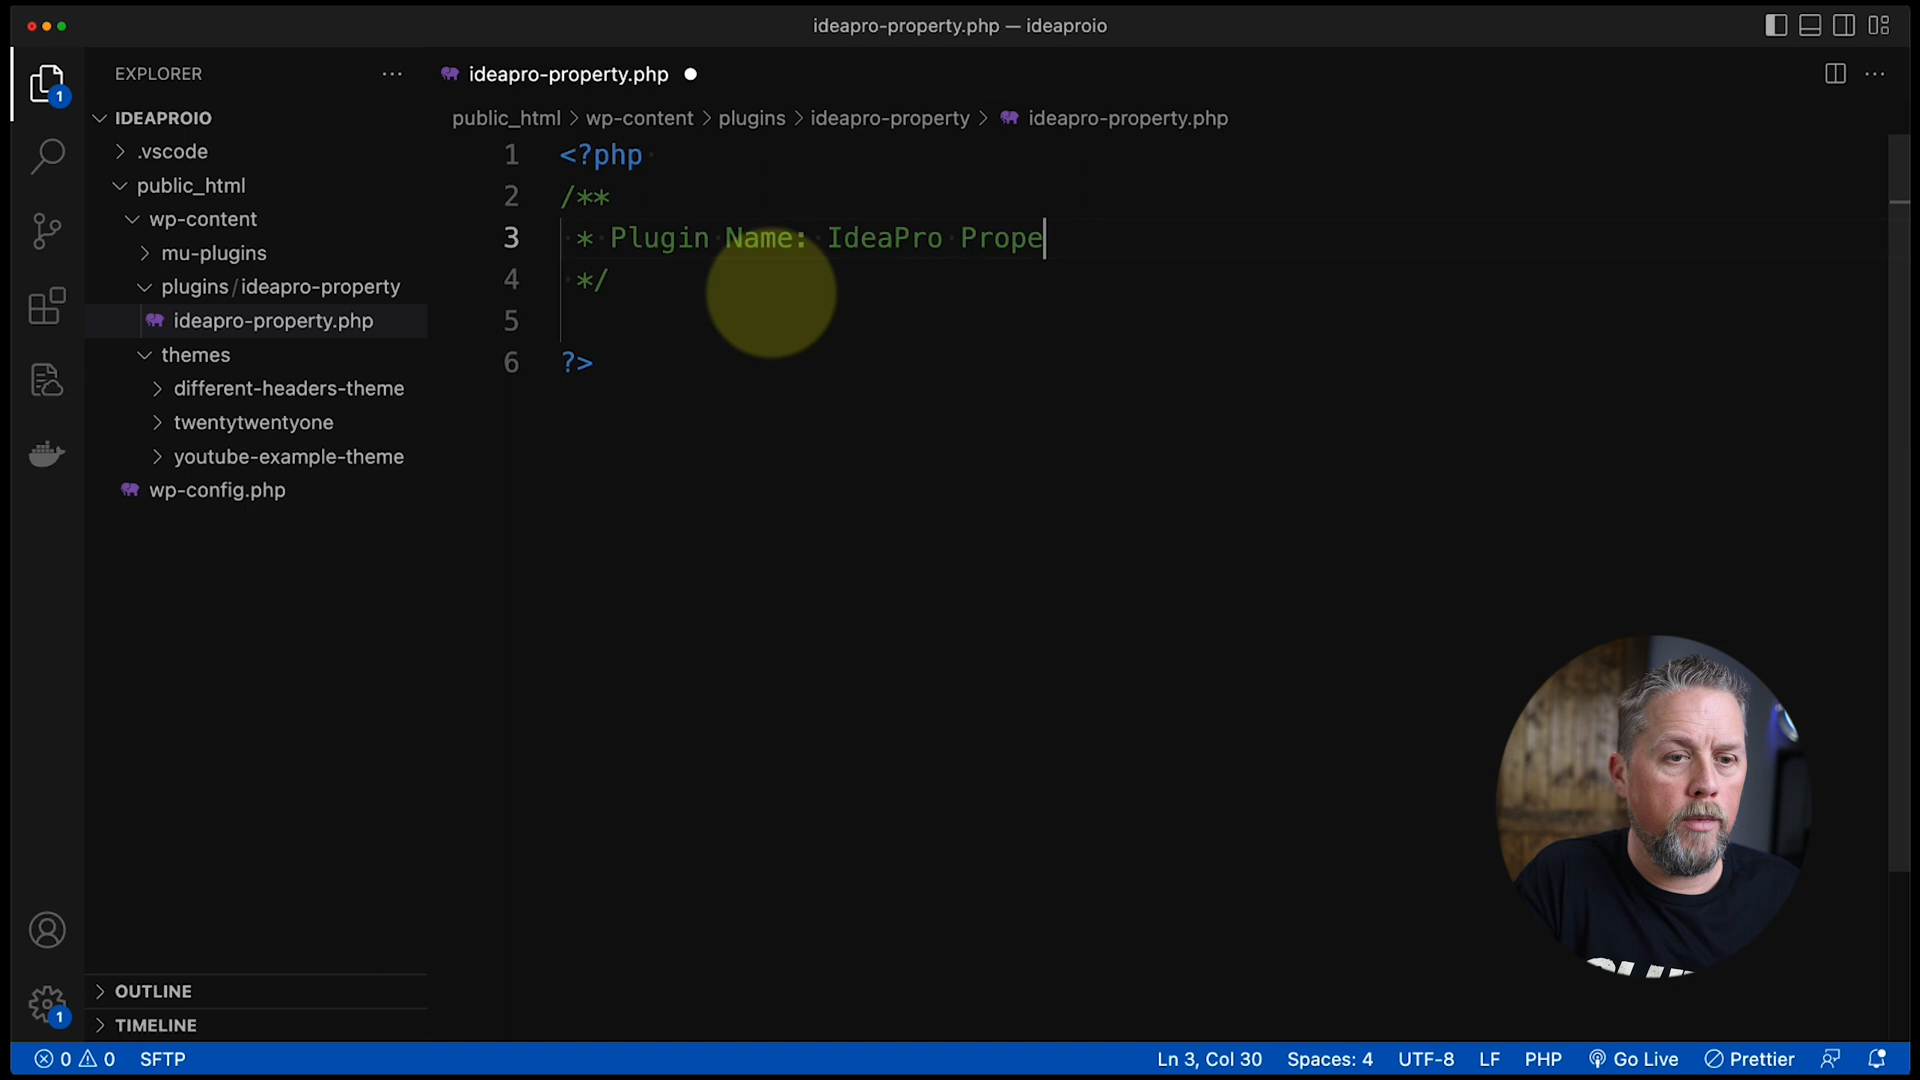 ideapro-property.php — ideaproio
EXPLORER
ideapro-property.php
1
public_html > wp-content > plugins > ideapro-property > ideapro-property.php
IDEAPROIO
.vscode
public_html
wp-content
mu-plugins
plugins/ideapro-property
ideapro-property.php
themes
different-headers-theme
twentytwentyone
youtube-example-theme
wp-config.php
1 <?php
2 /**
3 * Plugin Name: IdeaPro Prope
4 */
5
6 ?>
OUTLINE
1
TIMELINE
0 0 SFTP Ln 3, Col 30 Spaces: 4 UTF-8 LF PHP Go Live Prettier